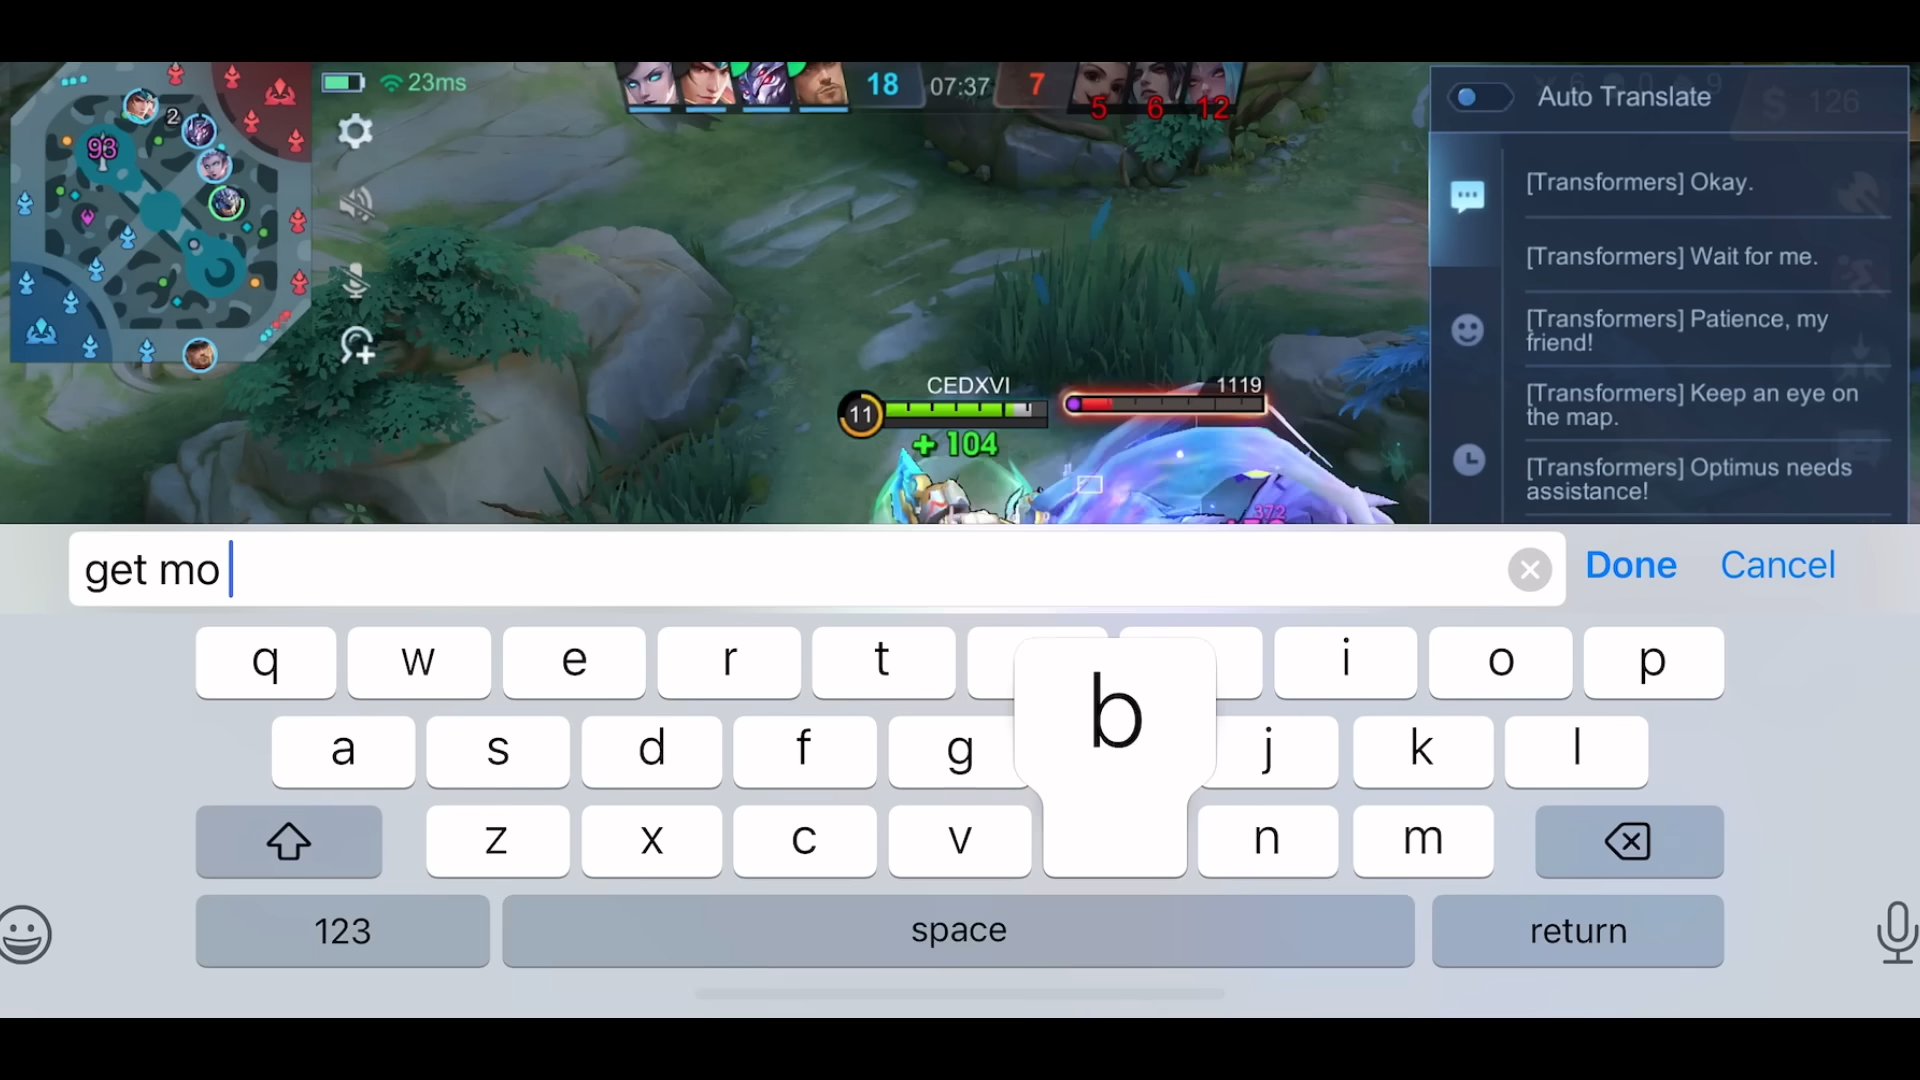 23ms
18 07:37 7
5 6 12
126
2
93
Auto Translate
[Transformers] Okay.
[Transformers] Wait for me.
[Transformers] Patience, my
friend!
[Transformers] Keep an eye on
the map.
[Transformers] Optimus needs
assistance!
CEDXVI
1119
11
+ 104
372
get mo
Done Cancel
q w e r t i o p
b
a s d f g j k l
z x c v n m
123 space return